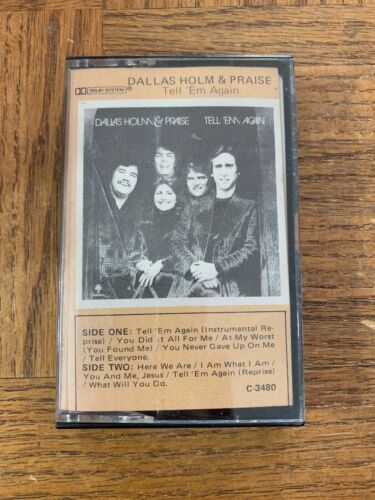 DALLAS HOLM & PRAISE
DOLBY SYSTEM ®
Tell 'Em Again
DALLAS HOLM & PRAISE TELL 'EM AGAIN
SIDE ONE: Tell 'Em Again (Instrumental Re-
prise) / You Did It All For Me / At My Worst
(You Found Me) / You Never Gave Up On Me
/ Tell Everyone.
SIDE TWO: Here We Are / I Am What I Am /
You And Me, Jesus / Tell 'Em Again (Reprise)
/ What Will You Do.
C-3480